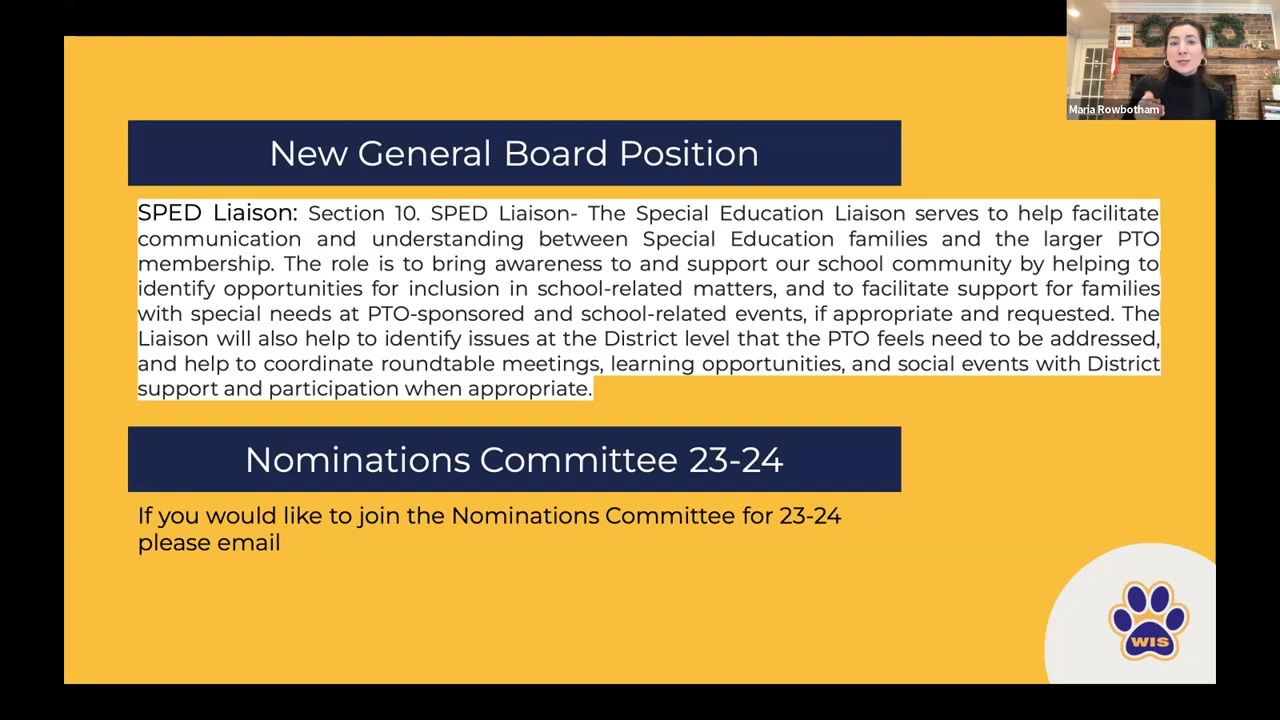 Maria Rowbotham
New General Board Position
SPED Liaison: Section 10. SPED Liaison- The Special Education Liaison serves to help facilitate
communication and understanding between Special Education families and the larger PTO
membership. The role is to bring awareness to and support our school community by helping to
identify opportunities for inclusion in school-related matters, and to facilitate support for families
with special needs at PTO-sponsored and school-related events, if appropriate and requested. The
Liaison will also help to identify issues at the District level that the PTO feels need to be addressed,
and help to coordinate roundtable meetings, learning opportunities, and social events with District
support and participation when appropriate.
Nominations Committee 23-24
If you would like to join the Nominations Committee for 23-24
please email
WIS